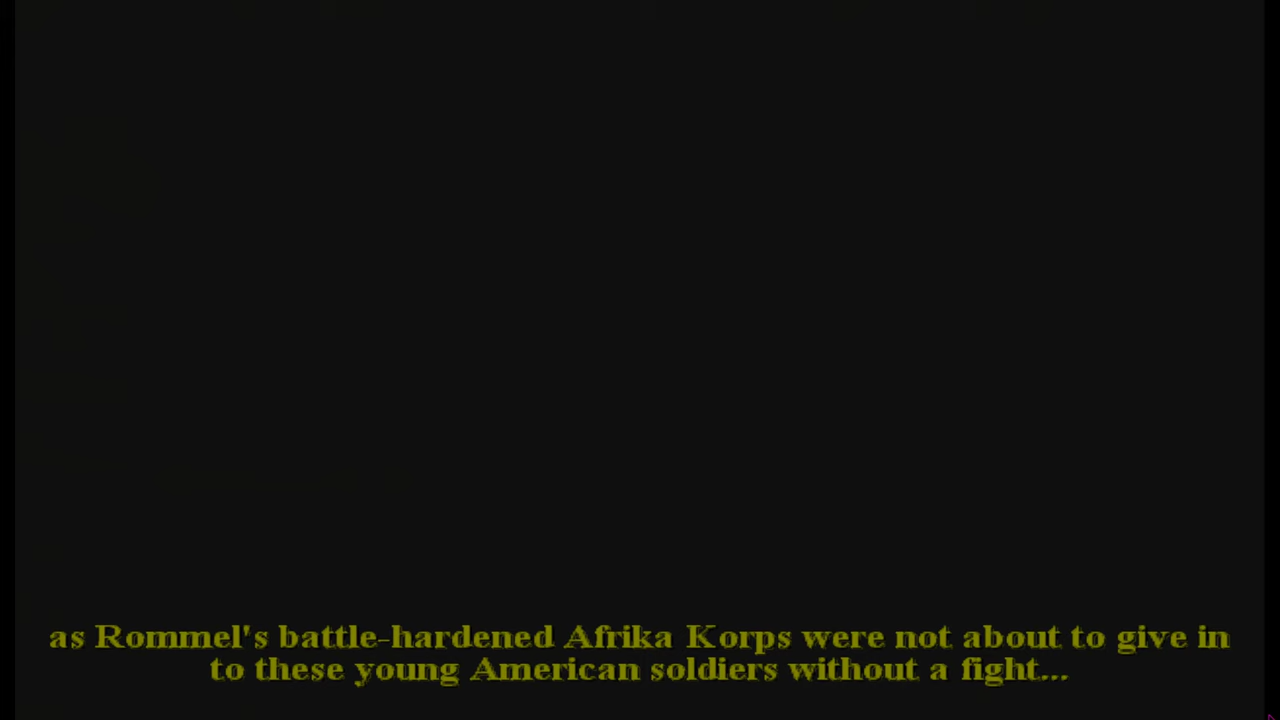 as Rommel's battle-hardened Afrika Korps were not about to give in
to these young American soldiers without a fight...